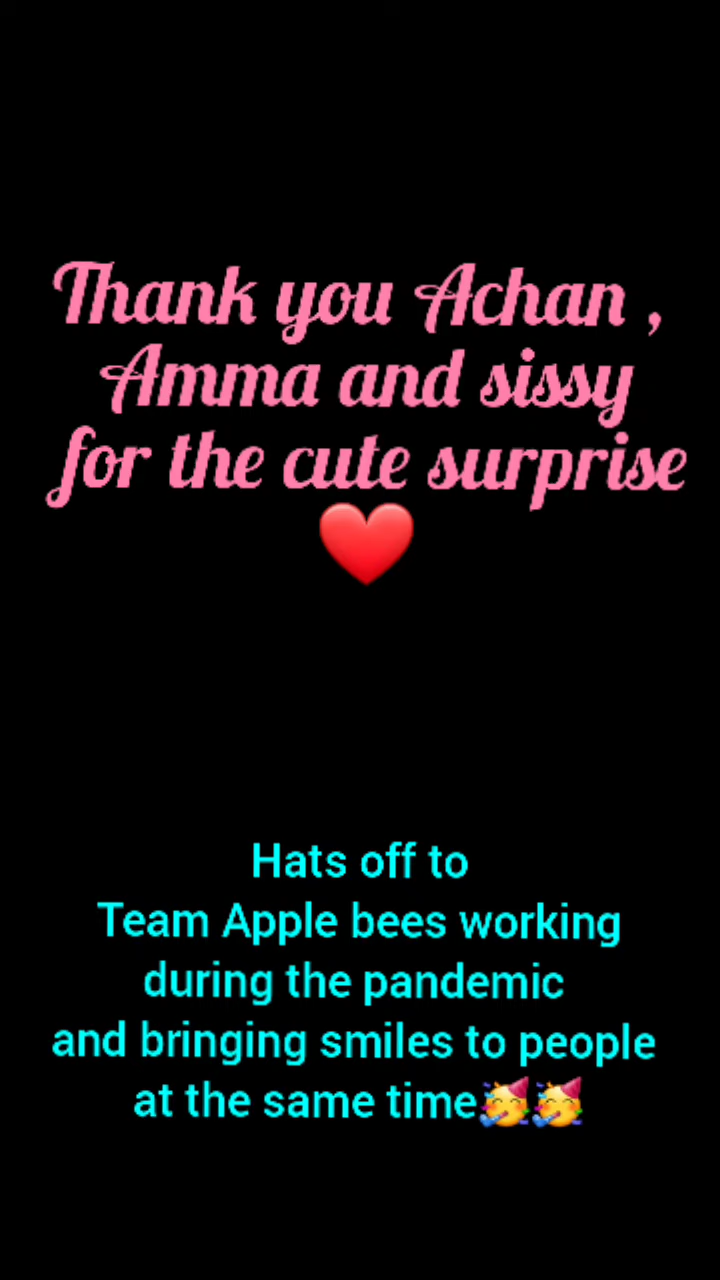 Thank you Achan ,
Amma and sissy
for the cute surprise
❤️
Hats off to
Team Apple bees working
during the pandemic
and bringing smiles to people
at the same time🥳🥳